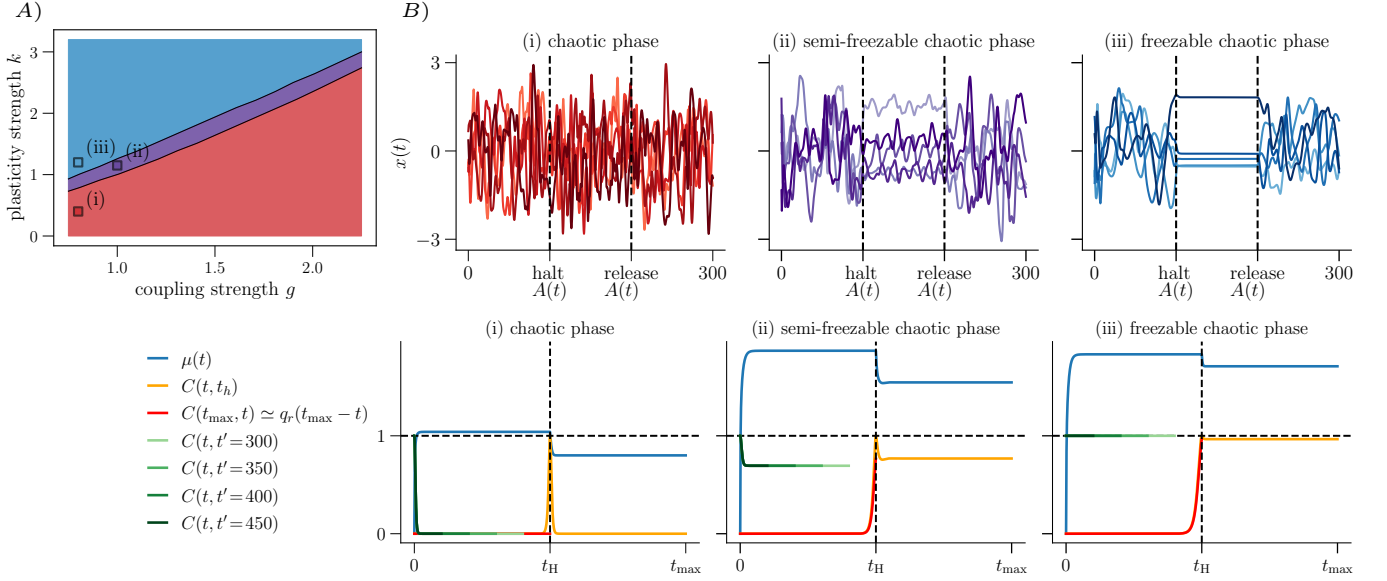 A)
B)
plasticity strength k
3
2
1
0
(iii)
(ii)
(i)
1.0
1.5
2.0
coupling strength g
(i) chaotic phase
(ii) semi-freezable chaotic phase
(iii) freezable chaotic phase
x(t)
3
0
−3
0
halt
A(t)
release
A(t)
300
0
halt
A(t)
release
A(t)
300
0
halt
A(t)
release
A(t)
300
μ(t)
C(t, t_h)
C(t_max, t) ≃ q_r(t_max − t)
C(t, t′=300)
C(t, t′=350)
C(t, t′=400)
C(t, t′=450)
(i) chaotic phase
(ii) semi-freezable chaotic phase
(iii) freezable chaotic phase
1
0
0
t_H
t_max
0
t_H
t_max
0
t_H
t_max